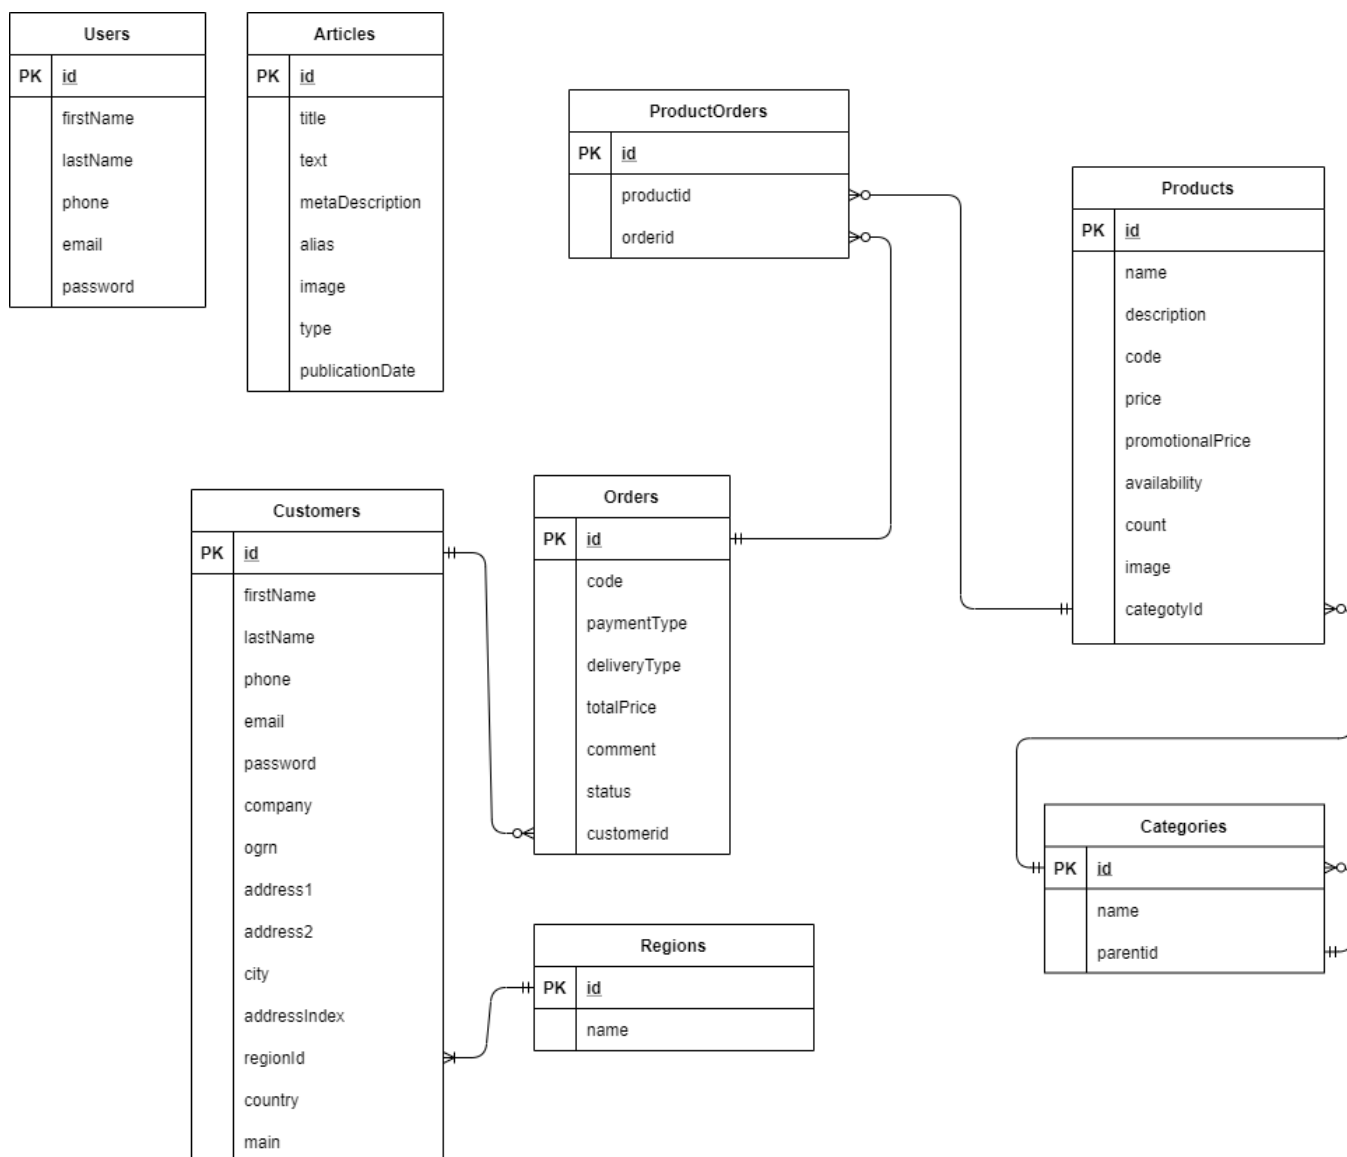 Users
PK id
firstName
lastName
phone
email
password
Articles
PK id
title
text
metaDescription
alias
image
type
publicationDate
ProductOrders
PK id
productid
orderid
Products
PK id
name
description
code
price
promotionalPrice
availability
count
image
categotyId
Customers
PK id
firstName
lastName
phone
email
password
company
ogrn
address1
address2
city
addressIndex
regionId
country
main
Orders
PK id
code
paymentType
deliveryType
totalPrice
comment
status
customerid
Regions
PK id
name
Categories
PK id
name
parentid